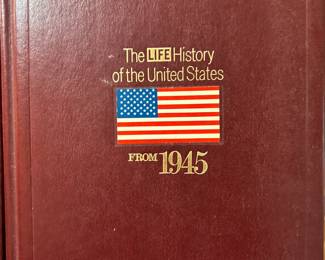 The LIFE History
of the United States
FROM 1945